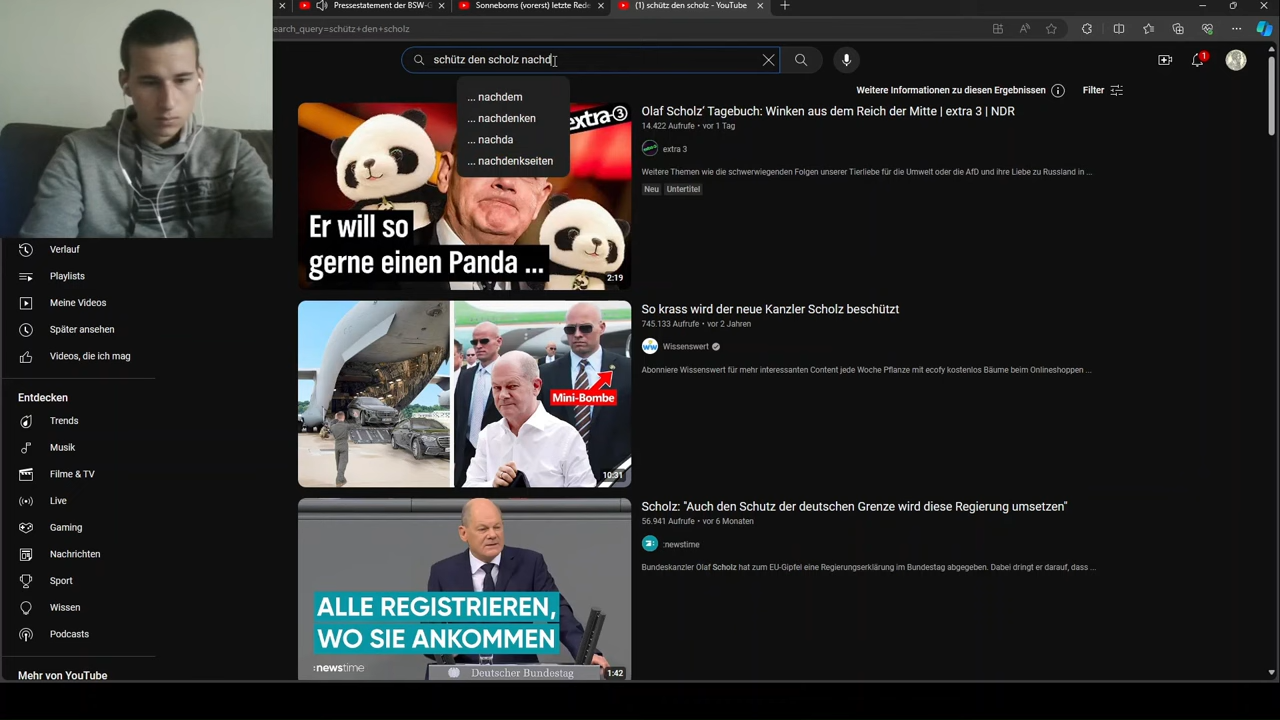 Pressestatement der BSW-G
Sonneborns (vorerst) letzte Rede
(1) schütz den scholz - YouTube
earch_query=schütz+den+scholz
schütz den scholz nachd
1
... nachdem
... nachdenken
... nachda
... nachdenkseiten
Weitere Informationen zu diesen Ergebnissen
Filter
Verlauf
Playlists
Meine Videos
Später ansehen
Videos, die ich mag
Entdecken
Trends
Musik
Filme & TV
Live
Gaming
Nachrichten
Sport
Wissen
Podcasts
Mehr von YouTube
extra 3
Er will so
gerne einen Panda ...
2:19
Olaf Scholz’ Tagebuch: Winken aus dem Reich der Mitte | extra 3 | NDR
14.422 Aufrufe • vor 1 Tag
extra 3
Weitere Themen wie die schwerwiegenden Folgen unserer Tierliebe für die Umwelt oder die AfD und ihre Liebe zu Russland in ...
Neu
Untertitel
Mini-Bombe
10:31
So krass wird der neue Kanzler Scholz beschützt
745.133 Aufrufe • vor 2 Jahren
WW
Wissenswert
Abonniere Wissenswert für mehr interessanten Content jede Woche Pflanze mit ecofy kostenlos Bäume beim Onlineshoppen ...
ALLE REGISTRIEREN,
WO SIE ANKOMMEN
:newstime
Deutscher Bundestag
1:42
Scholz: "Auch den Schutz der deutschen Grenze wird diese Regierung umsetzen"
56.941 Aufrufe • vor 6 Monaten
:newstime
Bundeskanzler Olaf Scholz hat zum EU-Gipfel eine Regierungserklärung im Bundestag abgegeben. Dabei dringt er darauf, dass ...